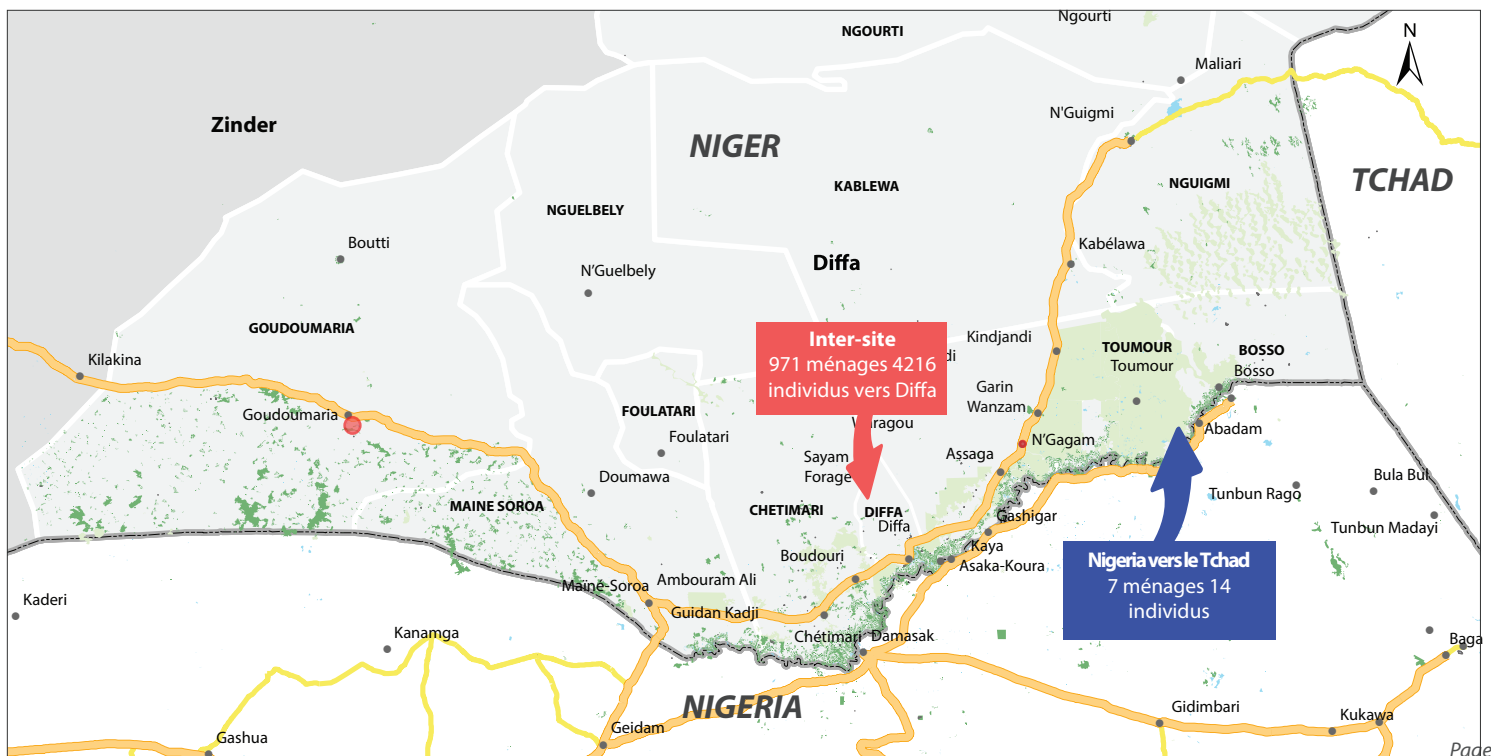 Ngourti
NGOURTI
N
Maliari
Zinder
N'Guigmi
NIGER
TCHAD
KABLEWA
NGUIGMI
NGUELBELY
Boutti
Kabélawa
Diffa
N'Guelbely
GOUDOUMARIA
Inter-site
971 ménages 4216
individus vers Diffa
di
Kindjandi
TOUMOUR
Toumour
BOSSO
Bosso
Kilakina
Garin
Wanzam
Goudoumaria
FOULATARI
Foulatari
Abadam
N'Gagam
Sayam
Forage
Assaga
Doumawa
Tunbun Rago
Bula Bul
MAINE SOROA
CHETIMARI
DIFFA
Diffa
Gashigar
Tunbun Madayi
Kaya
Boudouri
Asaka-Koura
Nigeria vers le Tchad
7 ménages 14
individus
Maïné-Soroa
Ambouram Ali
Kaderi
Guidan Kadji
Kanamga
Chétimari
Damasak
Baga
NIGERIA
Gidimbari
Kukawa
Geidam
Gashua
Page